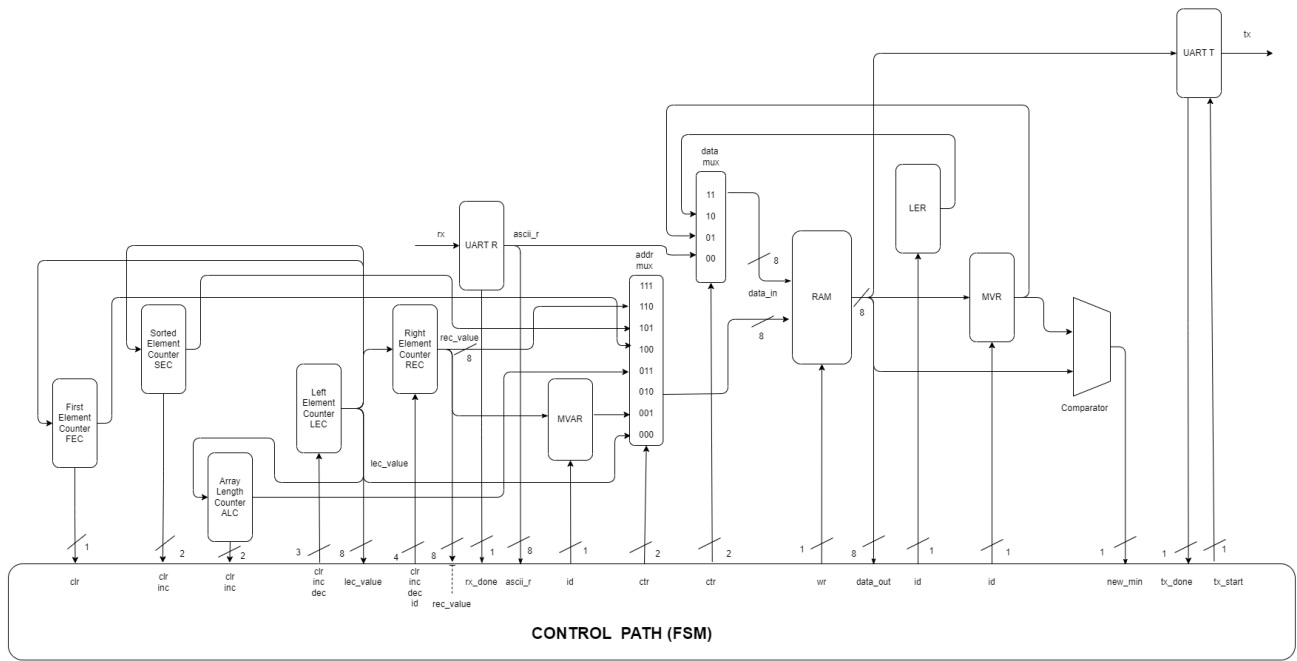 tx
UART T
data
mux
11
10
01
00
LER
rx
UART R
ascii_r
addr
mux
111
110
101
100
011
010
001
000
8
data_in
8
RAM
8
MVR
Comparator
Sorted
Element
Counter
SEC
Right
Element
Counter
REC
rec_value
8
First
Element
Counter
FEC
Left
Element
Counter
LEC
MVAR
lec_value
Array
Length
Counter
ALC
1
2
2
3
8
4
8
1
8
1
2
2
1
8
1
1
1
1
1
clr
clr
inc
clr
inc
clr
inc
dec
lec_value
clr
inc
dec
id
rec_value
rx_done
ascii_r
id
ctr
ctr
wr
data_out
id
id
new_min
tx_done
tx_start
CONTROL PATH (FSM)